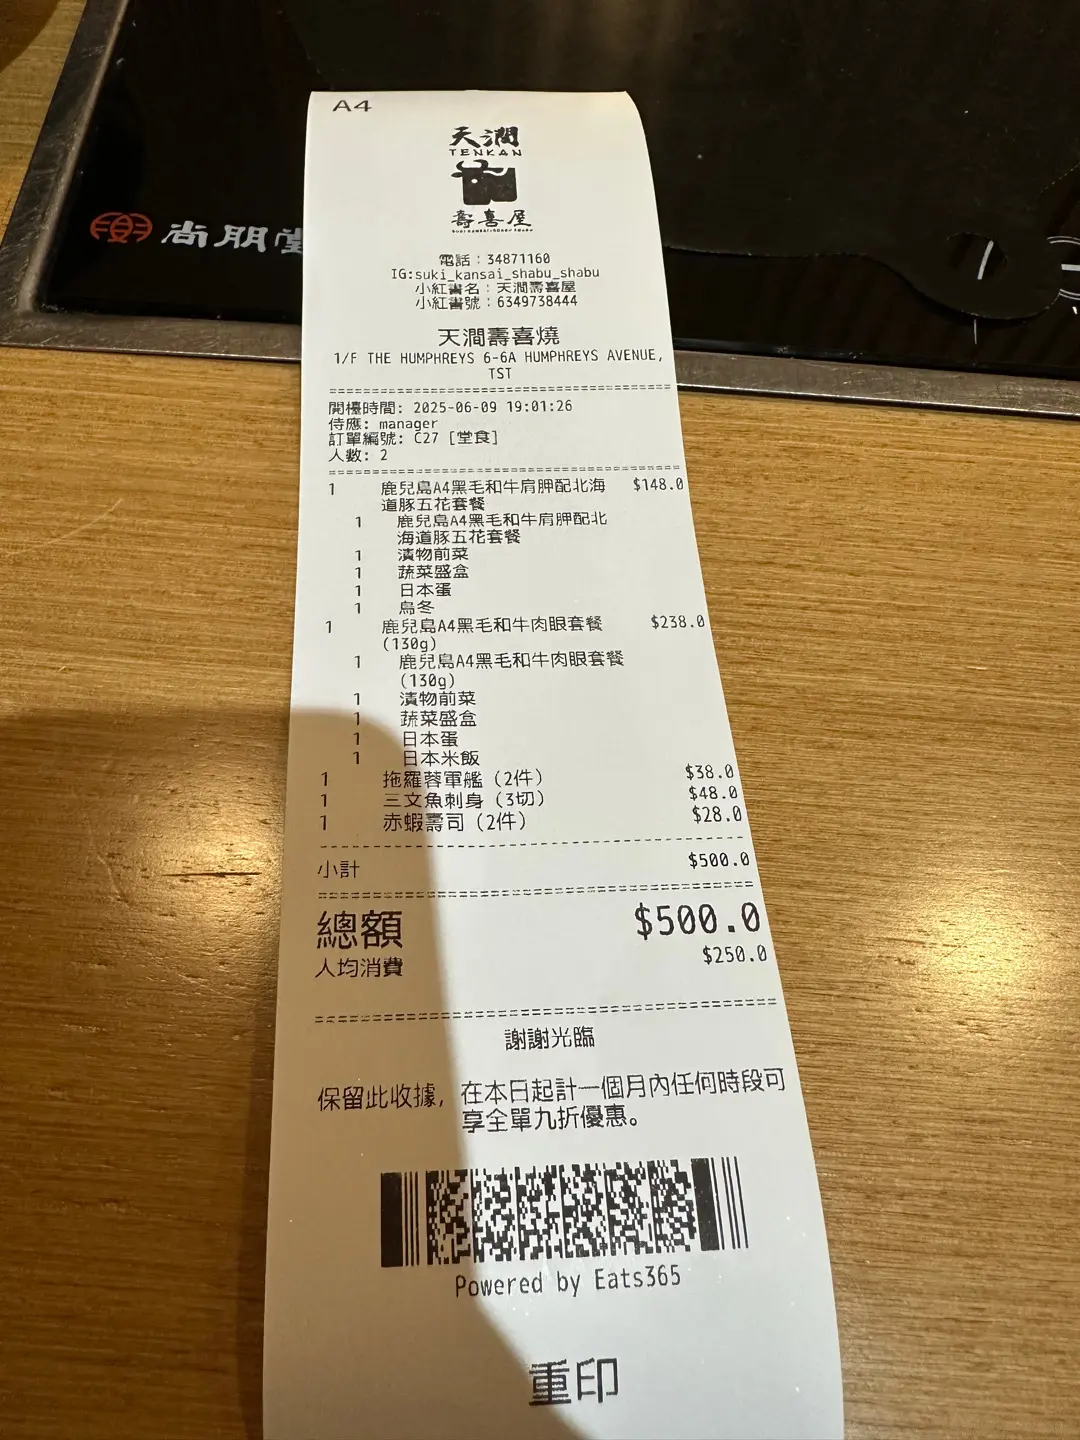 A4
天澗
TENKAN
壽喜屋
尚朋堂
電話：34871160
IG:suki_kansai_shabu_shabu
小紅書名：天澗壽喜屋
小紅書號：6349738444
天澗壽喜燒
1/F THE HUMPHREYS 6-6A HUMPHREYS AVENUE,
TST
開檯時間: 2025-06-09 19:01:26
侍應: manager
訂單編號: C27 [堂食]
人數: 2
1 鹿兒島A4黑毛和牛肩胛配北海 $148.0
道豚五花套餐
1 鹿兒島A4黑毛和牛肩胛配北
海道豚五花套餐
1 漬物前菜
1 蔬菜盛盒
1 日本蛋
1 烏冬
1 鹿兒島A4黑毛和牛肉眼套餐 $238.0
(130g)
1 鹿兒島A4黑毛和牛肉眼套餐
(130g)
1 漬物前菜
1 蔬菜盛盒
1 日本蛋
1 日本米飯
1 拖羅蓉軍艦（2件） $38.0
1 三文魚刺身（3切） $48.0
1 赤蝦壽司（2件） $28.0
小計 $500.0
總額 $500.0
人均消費 $250.0
謝謝光臨
保留此收據，在本日起計一個月內任何時段可
享全單九折優惠。
Powered by Eats365
重印